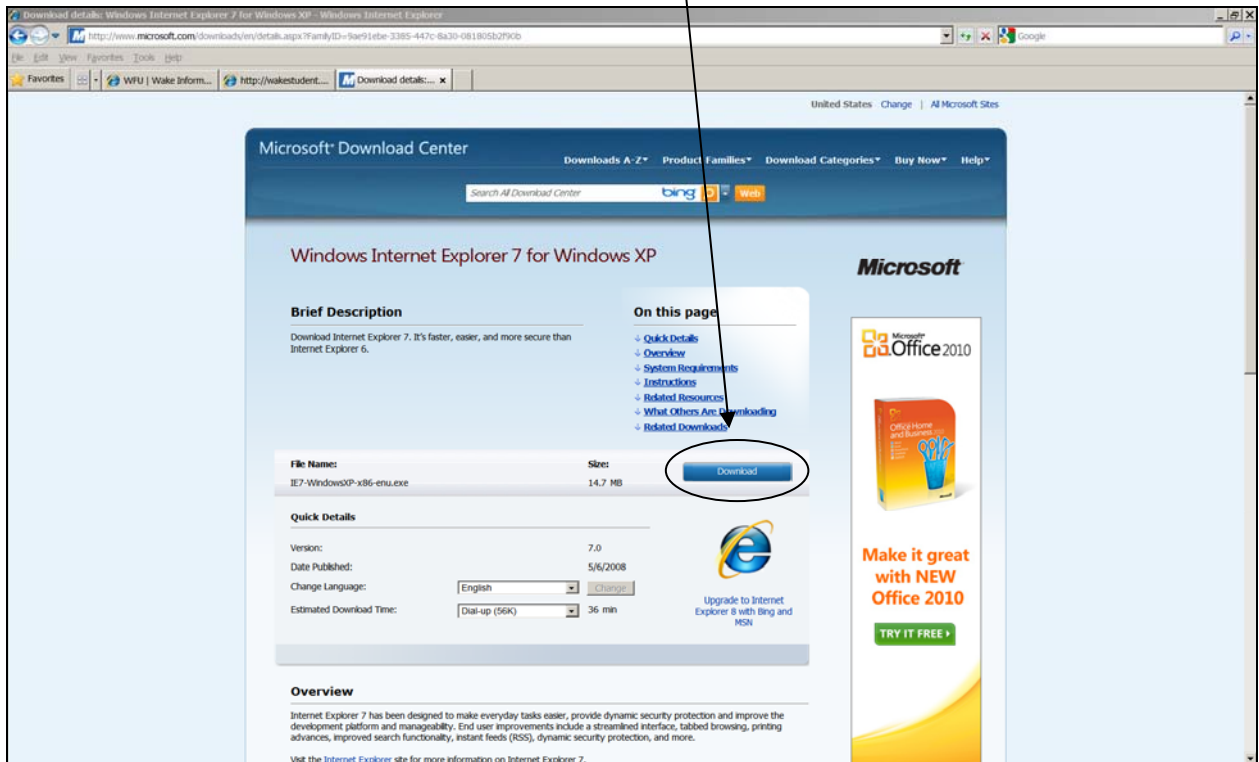 Download details: Windows Internet Explorer 7 for Windows XP - Windows Internet Explorer
http://www.microsoft.com/downloads/en/details.aspx?FamilyID=9ae91ebe-3385-447c-8a30-081805b2f90b
Google
File Edit View Favorites Tools Help
Favorites WFU | Wake Inform... http://wakestudent.... Download details:... x
United States Change | All Microsoft Sites
Microsoft Download Center
Downloads A-Z Product Families Download Categories Buy Now Help
Search All Download Center bing Web
Windows Internet Explorer 7 for Windows XP
Microsoft
Brief Description
Download Internet Explorer 7. It's faster, easier, and more secure than
Internet Explorer 6.
On this page
Quick Details
Overview
System Requirements
Instructions
Related Resources
What Others Are Downloading
Related Downloads
File Name: Size:
IE7-WindowsXP-x86-enu.exe 14.7 MB
Download
Quick Details
Version: 7.0
Date Published: 5/6/2008
Change Language: English Change
Estimated Download Time: Dial-up (56K) 36 min
Upgrade to Internet
Explorer 8 with Bing and
MSN
Microsoft
Office 2010
Office Home
and Business 2010
Make it great
with NEW
Office 2010
TRY IT FREE
Overview
Internet Explorer 7 has been designed to make everyday tasks easier, provide dynamic security protection and improve the
development platform and manageability. End user improvements include a streamlined interface, tabbed browsing, printing
advances, improved search functionality, instant feeds (RSS), dynamic security protection, and more.
Visit the Internet Explorer site for more information on Internet Explorer 7.